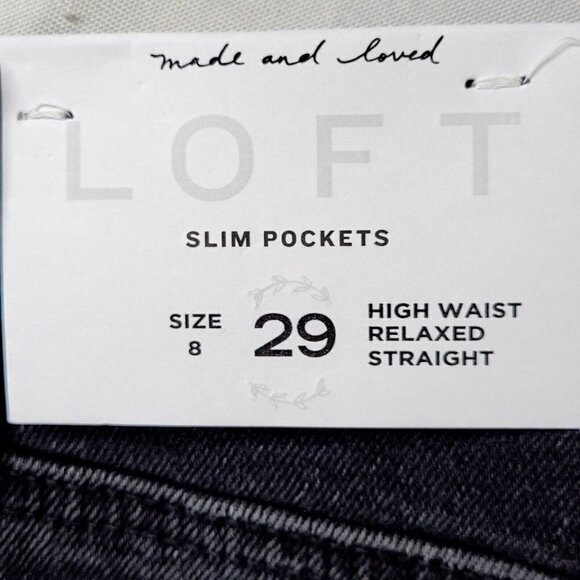 made and loved
LOFT
SLIM POCKETS
SIZE
8
29
HIGH WAIST
RELAXED
STRAIGHT